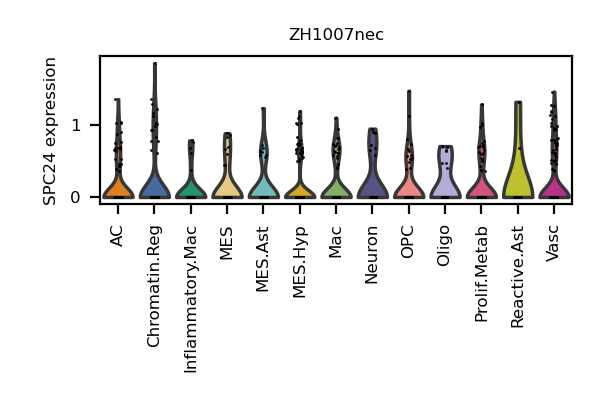 ZH1007nec
SPC24 expression
1
0
AC
Chromatin.Reg
Inflammatory.Mac
MES
MES.Ast
MES.Hyp
Mac
Neuron
OPC
Oligo
Prolif.Metab
Reactive.Ast
Vasc